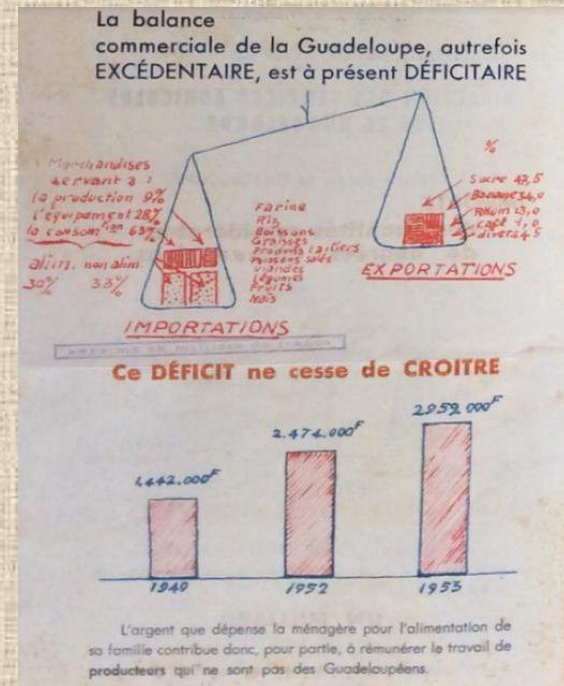 La balance
commerciale de la Guadeloupe, autrefois
EXCÉDENTAIRE, est à présent DÉFICITAIRE
Marchandises
servant à :
la production 9%
l'équipement 28%
la consom.tion 63%
alim. non alim.
30% 33%
IMPORTATIONS
Farine
Riz
Boissons
Graisses
Produits laitiers
Poissons salés
Viandes
Légumes
Fruits
Maïs
%
Sucre 47,5
Banane 34,0
Rhum 13,0
café 1,0
divers 4,5
EXPORTATIONS
Ce DÉFICIT ne cesse de CROITRE
1.442.000F
2.474.000F
2.959.000F
1949
1952
1953
L'argent que dépense la ménagère pour l'alimentation de
sa famille contribue donc, pour partie, à rémunérer le travail de
producteurs qui ne sont pas des Guadeloupéens.